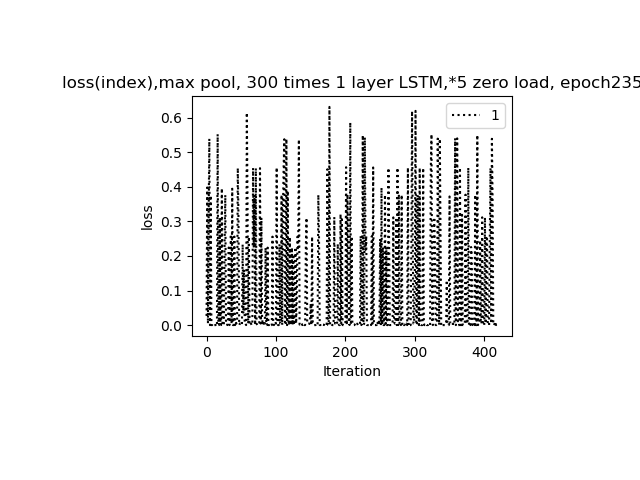 loss(index),max pool, 300 times 1 layer LSTM,*5 zero load, epoch235
1
loss
0.6
0.5
0.4
0.3
0.2
0.1
0.0
0 100 200 300 400
Iteration